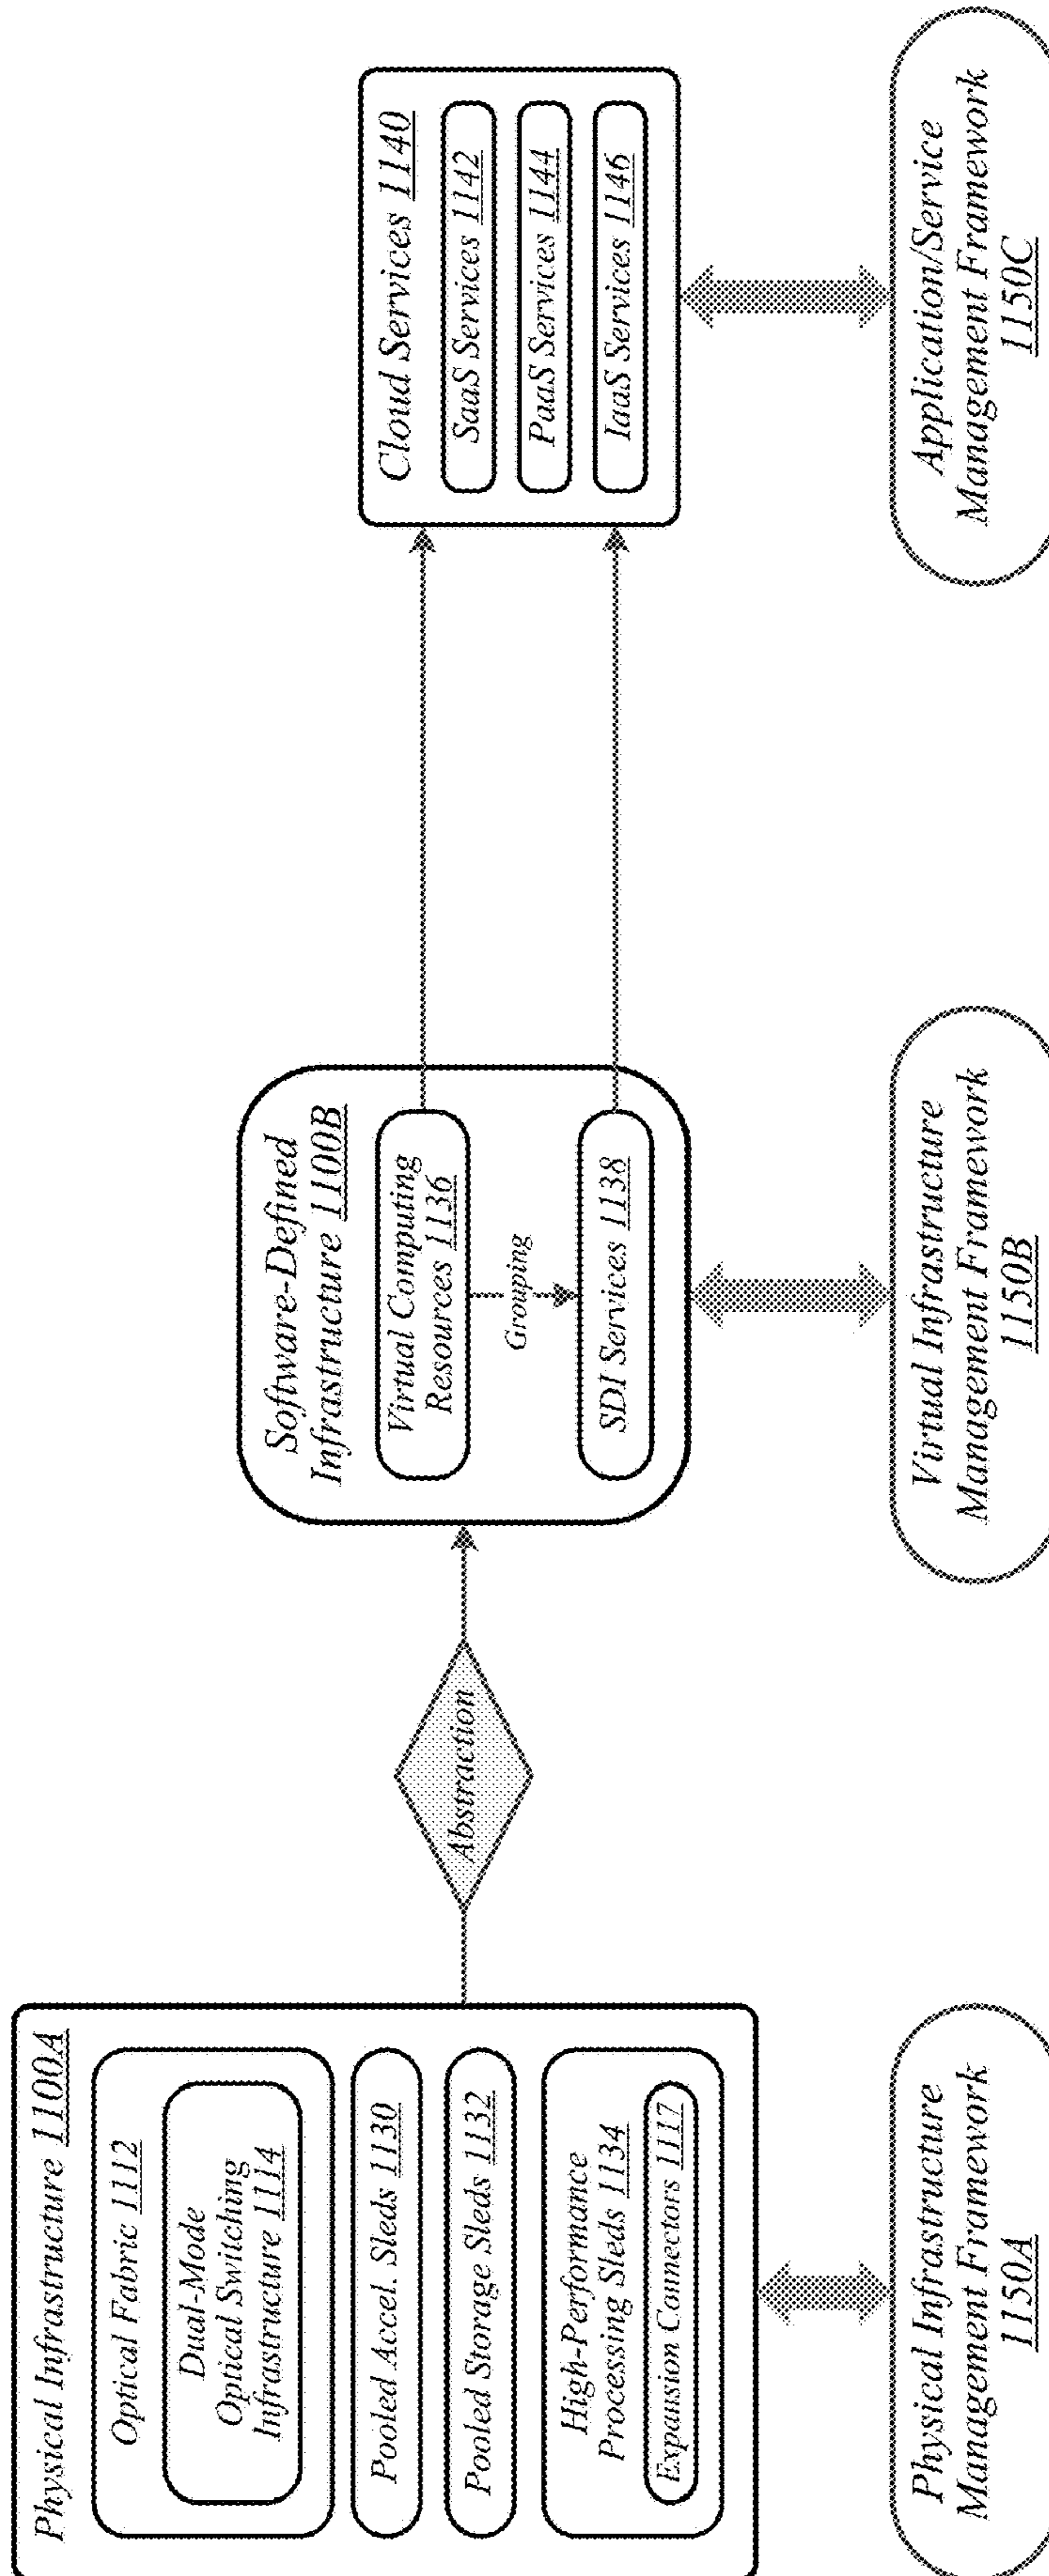 Physical Infrastructure 1100A
Optical Fabric 1112
Dual-Mode
Optical Switching
Infrastructure 1114
Pooled Accel. Sleds 1130
Pooled Storage Sleds 1132
High-Performance
Processing Sleds 1134
Expansion Connectors 1117
Physical Infrastructure
Management Framework
1150A
Abstraction
Software-Defined
Infrastructure 1100B
Virtual Computing
Resources 1136
Grouping
SDI Services 1138
Virtual Infrastructure
Management Framework
1150B
Cloud Services 1140
SaaS Services 1142
PaaS Services 1144
IaaS Services 1146
Application/Service
Management Framework
1150C